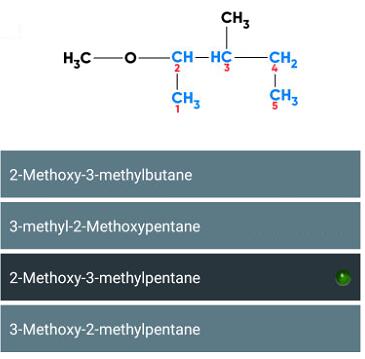 CH₃
H₃C—O—CH—HC—CH₂
2 3 4
CH₃ CH₃
1 5
2-Methoxy-3-methylbutane
3-methyl-2-Methoxypentane
2-Methoxy-3-methylpentane
3-Methoxy-2-methylpentane